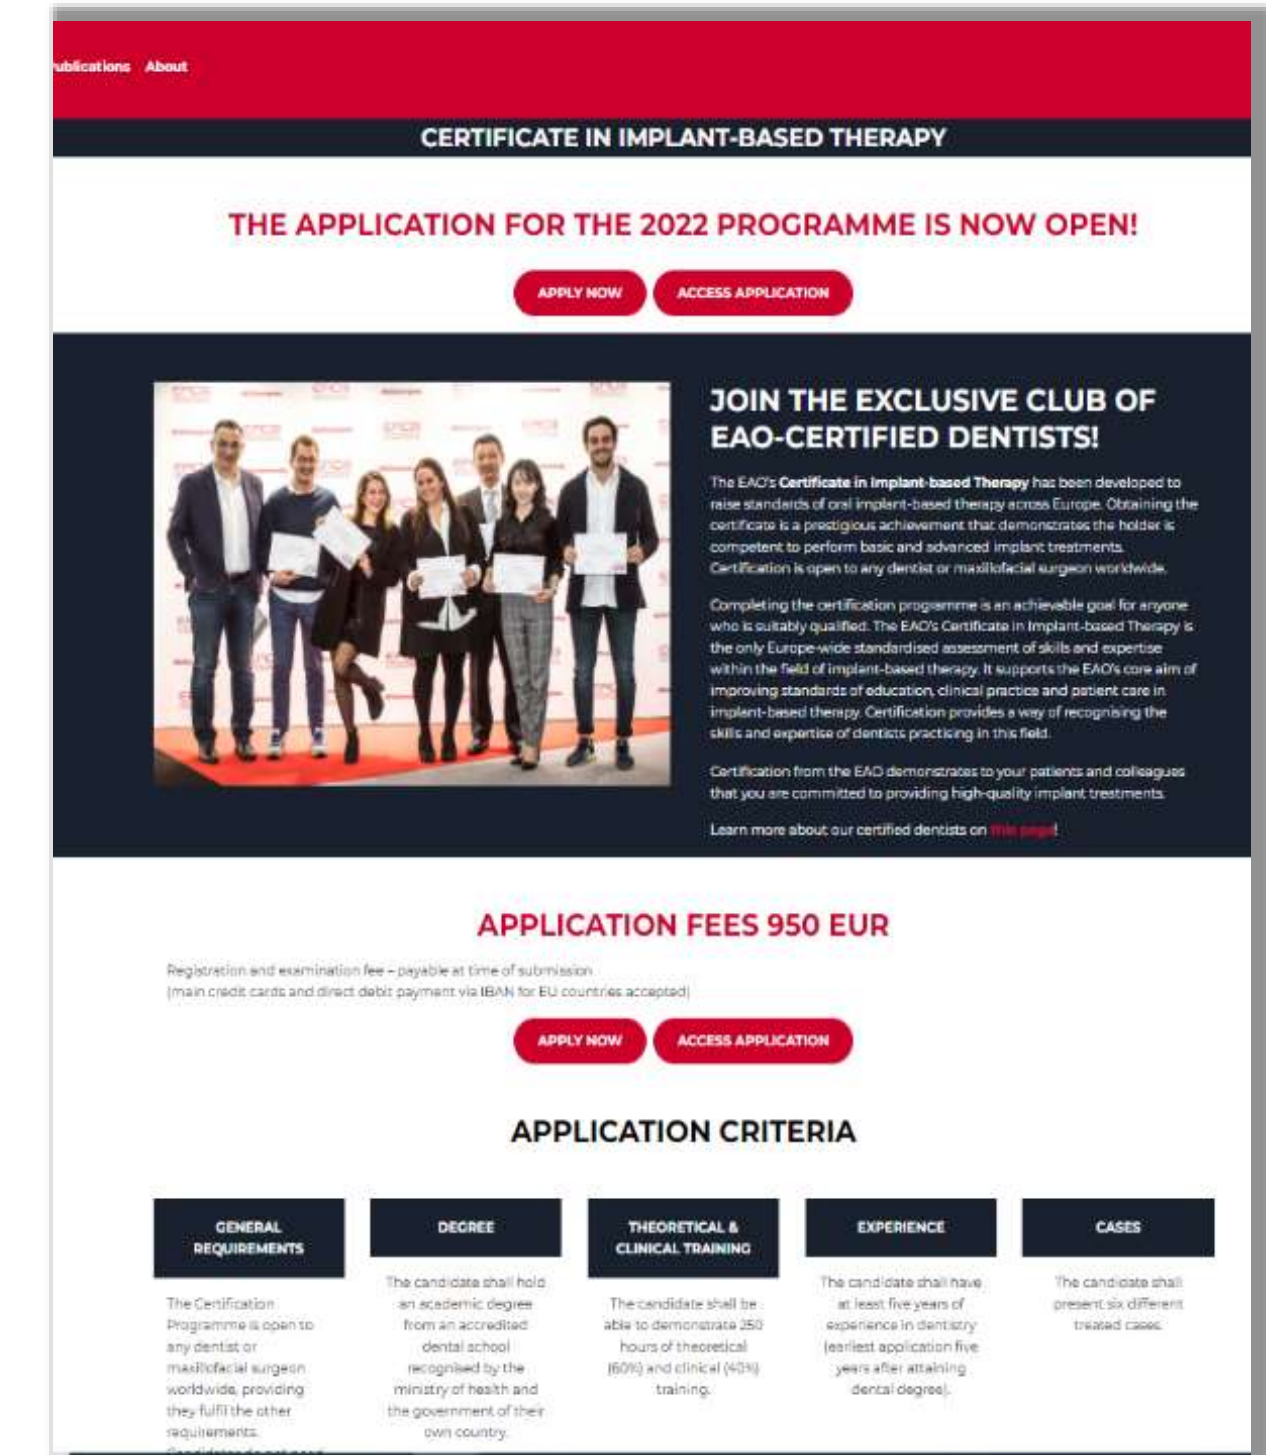 ublications About
CERTIFICATE IN IMPLANT-BASED THERAPY
THE APPLICATION FOR THE 2022 PROGRAMME IS NOW OPEN!
APPLY NOW ACCESS APPLICATION
JOIN THE EXCLUSIVE CLUB OF
EAO-CERTIFIED DENTISTS!
The EAO's Certificate in Implant-based Therapy has been developed to
raise standards of oral implant-based therapy across Europe. Obtaining the
certificate is a prestigious achievement that demonstrates the holder is
competent to perform basic and advanced implant treatments.
Certification is open to any dentist or maxillofacial surgeon worldwide.
Completing the certification programme is an achievable goal for anyone
who is suitably qualified. The EAO's Certificate in Implant-based Therapy is
the only Europe-wide standardised assessment of skills and expertise
within the field of implant-based therapy. It supports the EAO's core aim of
improving standards of education, clinical practice and patient care in
implant-based therapy. Certification provides a way of recognising the
skills and expertise of dentists practising in this field.
Certification from the EAO demonstrates to your patients and colleagues
that you are committed to providing high-quality implant treatments.
Learn more about our certified dentists on this page!
APPLICATION FEES 950 EUR
Registration and examination fee – payable at time of submission
(main credit cards and direct debit payment via IBAN for EU countries accepted)
APPLY NOW ACCESS APPLICATION
APPLICATION CRITERIA
GENERAL
REQUIREMENTS
The Certification
Programme is open to
any dentist or
maxillofacial surgeon
worldwide, providing
they fulfil the other
requirements.
DEGREE
The candidate shall hold
an academic degree
from an accredited
dental school
recognised by the
ministry of health and
the government of their
own country.
THEORETICAL &
CLINICAL TRAINING
The candidate shall be
able to demonstrate 250
hours of theoretical
(60%) and clinical (40%)
training.
EXPERIENCE
The candidate shall have
at least five years of
experience in dentistry
(earliest application five
years after attaining
dental degree).
CASES
The candidate shall
present six different
treated cases.